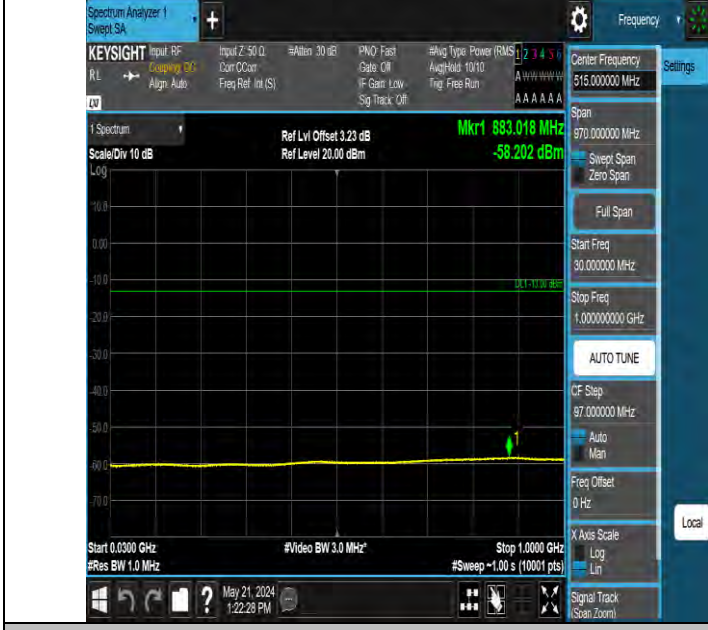 Spectrum Analyzer 1
Swept SA
+
Frequency
KEYSIGHT
RL
Input: RF
Coupling: DC
Align: Auto
Input Z: 50 Ω
Corr CCorr
Freq Ref: Int (S)
#Atten: 30 dB
PNO: Fast
Gate: Off
IF Gain: Low
Sig Track: Off
#Avg Type: Power (RMS
Avg|Hold: 10/10
Trig: Free Run
1 2 3 4 5 6
A W W W W W
A A A A A A
LXI
1 Spectrum
Scale/Div 10 dB
Log
Ref Lvl Offset 3.23 dB
Ref Level 20.00 dBm
Mkr1 883.018 MHz
-58.202 dBm
10.0
0.00
-10.0
DL1 -13.00 dBm
-20.0
-30.0
-40.0
-50.0
1
-60.0
-70.0
Start 0.0300 GHz
#Res BW 1.0 MHz
#Video BW 3.0 MHz*
Stop 1.0000 GHz
#Sweep ~1.00 s (10001 pts)
?
May 21, 2024
1:22:28 PM
Center Frequency
515.000000 MHz
Settings
Span
970.000000 MHz
Swept Span
Zero Span
Full Span
Start Freq
30.000000 MHz
Stop Freq
1.000000000 GHz
AUTO TUNE
CF Step
97.000000 MHz
Auto
Man
Freq Offset
0 Hz
X Axis Scale
Log
Lin
Local
Signal Track
(Span Zoom)